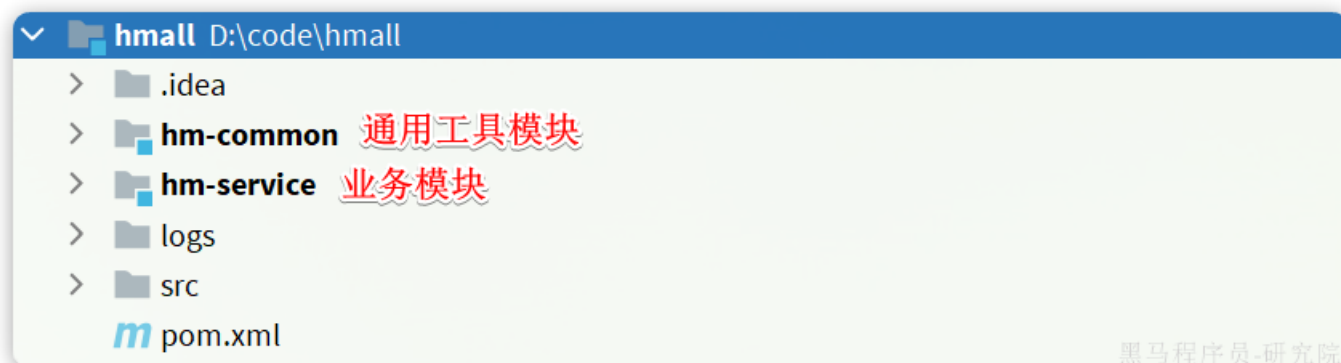 hmall D:\code\hmall
.idea
hm-common 通用工具模块
hm-service 业务模块
logs
src
pom.xml
黑马程序员-研究院